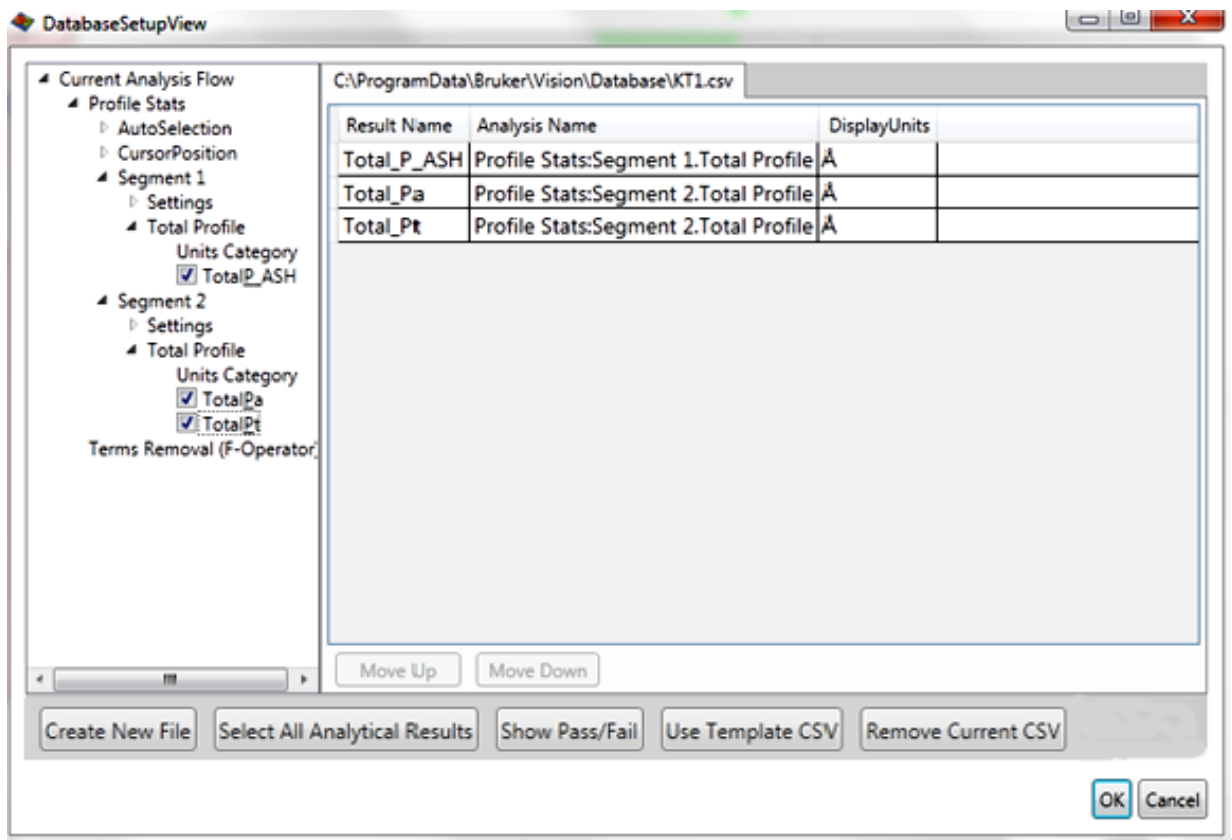 DatabaseSetupView
Current Analysis Flow
Profile Stats
AutoSelection
CursorPosition
Segment 1
Settings
Total Profile
Units Category
TotalP_ASH
Segment 2
Settings
Total Profile
Units Category
TotalPa
TotalPt
Terms Removal (F-Operator)
C:\ProgramData\Bruker\Vision\Database\KT1.csv
Result Name Analysis Name DisplayUnits
Total_P_ASH Profile Stats:Segment 1.Total Profile Å
Total_Pa Profile Stats:Segment 2.Total Profile Å
Total_Pt Profile Stats:Segment 2.Total Profile Å
Move Up Move Down
Create New File Select All Analytical Results Show Pass/Fail Use Template CSV Remove Current CSV
OK Cancel